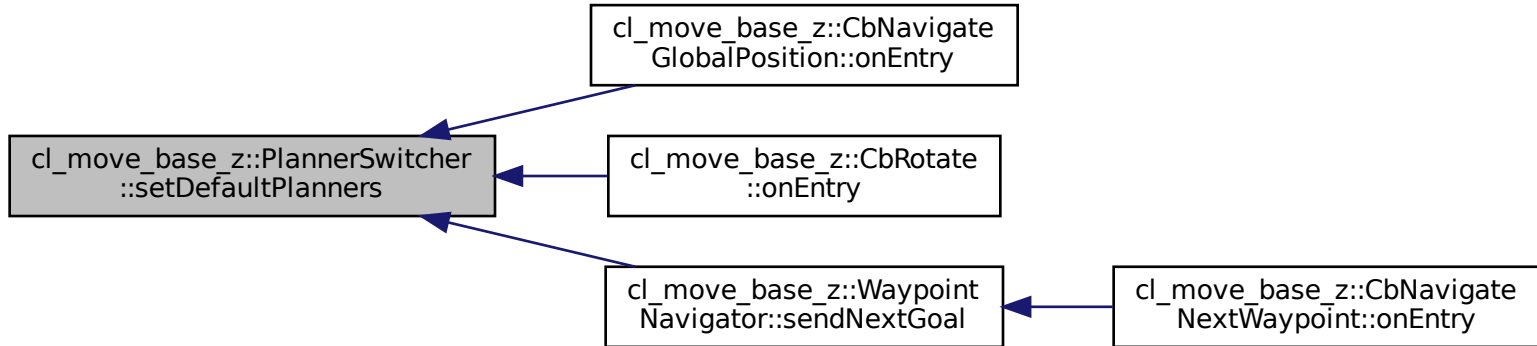 cl_move_base_z::CbNavigate
GlobalPosition::onEntry
cl_move_base_z::PlannerSwitcher
::setDefaultPlanners
cl_move_base_z::CbRotate
::onEntry
cl_move_base_z::Waypoint
Navigator::sendNextGoal
cl_move_base_z::CbNavigate
NextWaypoint::onEntry